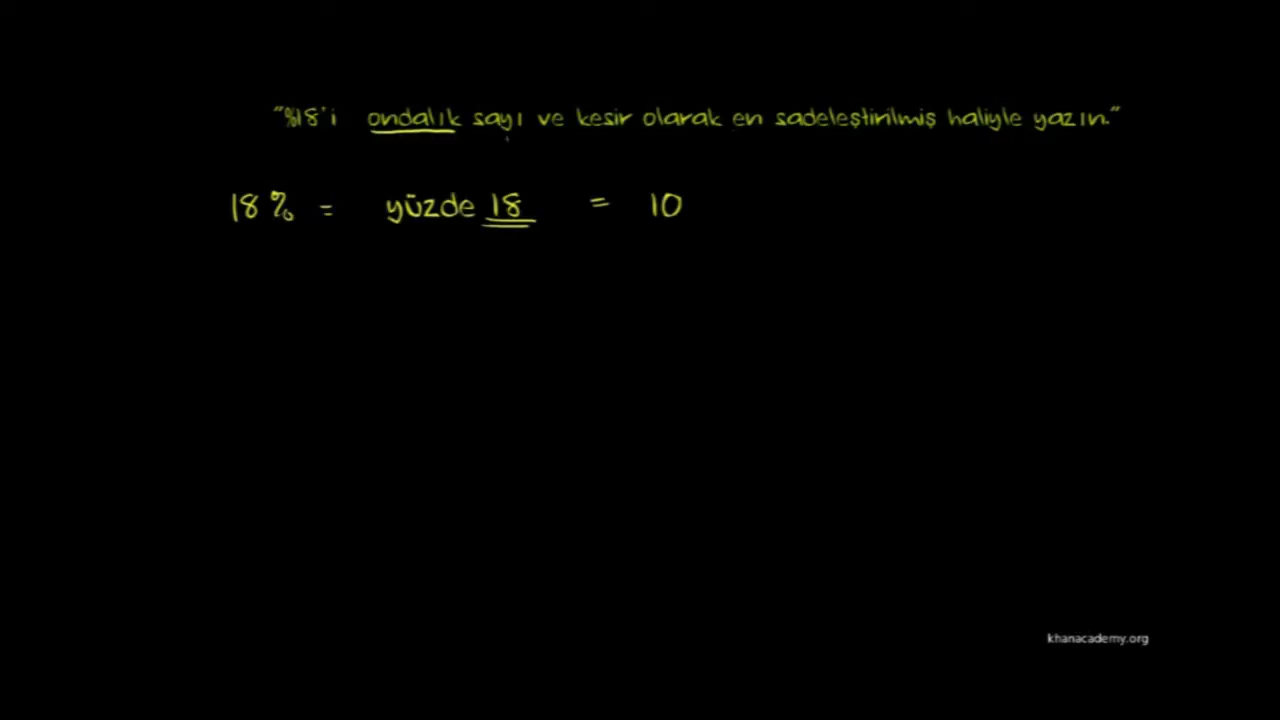 "%18'i ondalık sayı ve kesir olarak en sadeleştirilmiş haliyle yazın."
18% = yüzde 18 = 10
khanacademy.org